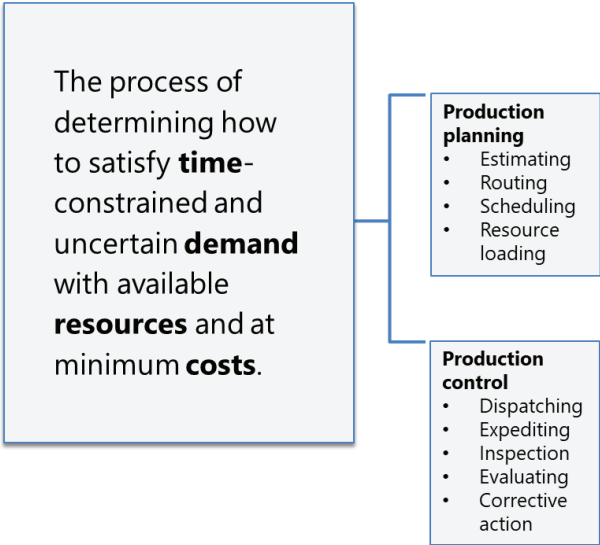 The process of
determining how
to satisfy time-
constrained and
uncertain demand
with available
resources and at
minimum costs.
Production
planning
• Estimating
• Routing
• Scheduling
• Resource
loading
Production
control
• Dispatching
• Expediting
• Inspection
• Evaluating
• Corrective
action